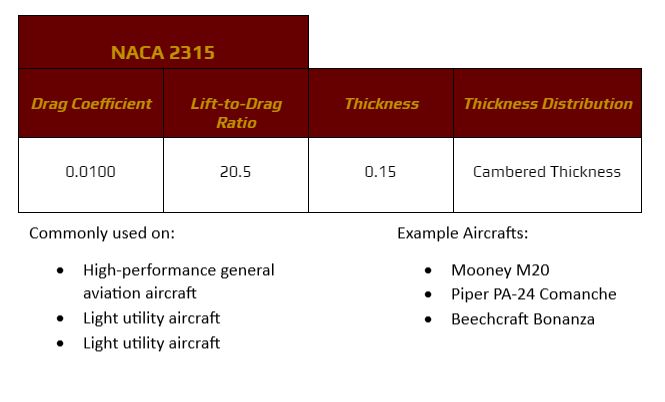 NACA 2315
Drag Coefficient
Lift-to-Drag
Ratio
Thickness
Thickness Distribution
0.0100
20.5
0.15
Cambered Thickness
Commonly used on:
• High-performance general
aviation aircraft
• Light utility aircraft
• Light utility aircraft
Example Aircrafts:
• Mooney M20
• Piper PA-24 Comanche
• Beechcraft Bonanza